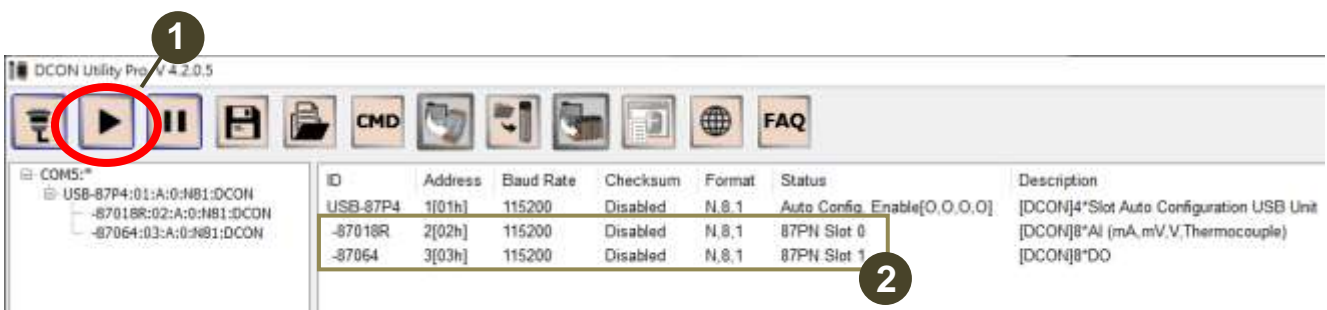 1
DCON Utility Pro V 4.2.0.5
CMD FAQ
COM5:*
USB-87P4:01:A:0:N81:DCON
-87018R:02:A:0:N81:DCON
-87064:03:A:0:N81:DCON
ID Address Baud Rate Checksum Format Status Description
USB-87P4 1[01h] 115200 Disabled N,8,1 Auto Config. Enable[O,O,O,O] [DCON]4*Slot Auto Configuration USB Unit
-87018R 2[02h] 115200 Disabled N,8,1 87PN Slot 0 [DCON]8*AI (mA,mV,V,Thermocouple)
-87064 3[03h] 115200 Disabled N,8,1 87PN Slot 1 [DCON]8*DO
2